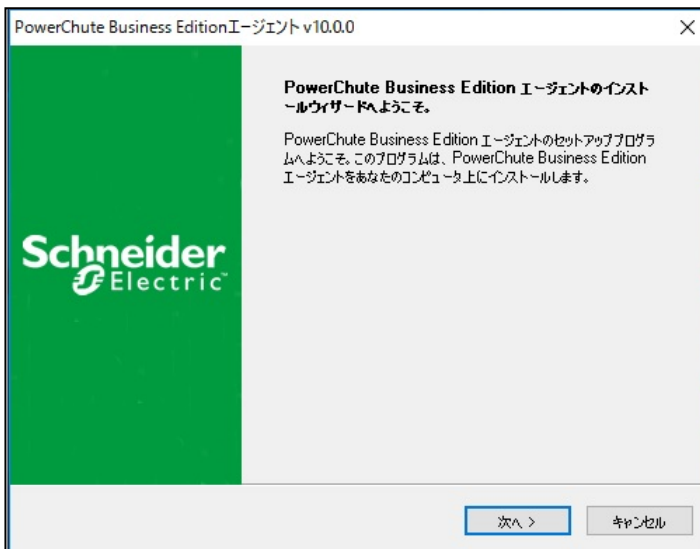 PowerChute Business Editionエージェント v10.0.0
PowerChute Business Edition エージェントのインスト
ールウィザードへようこそ。
PowerChute Business Edition エージェントのセットアッププログラ
ムへようこそ。このプログラムは、PowerChute Business Edition
エージェントをあなたのコンピュータ上にインストールします。
Schneider
Electric™
次へ >
キャンセル